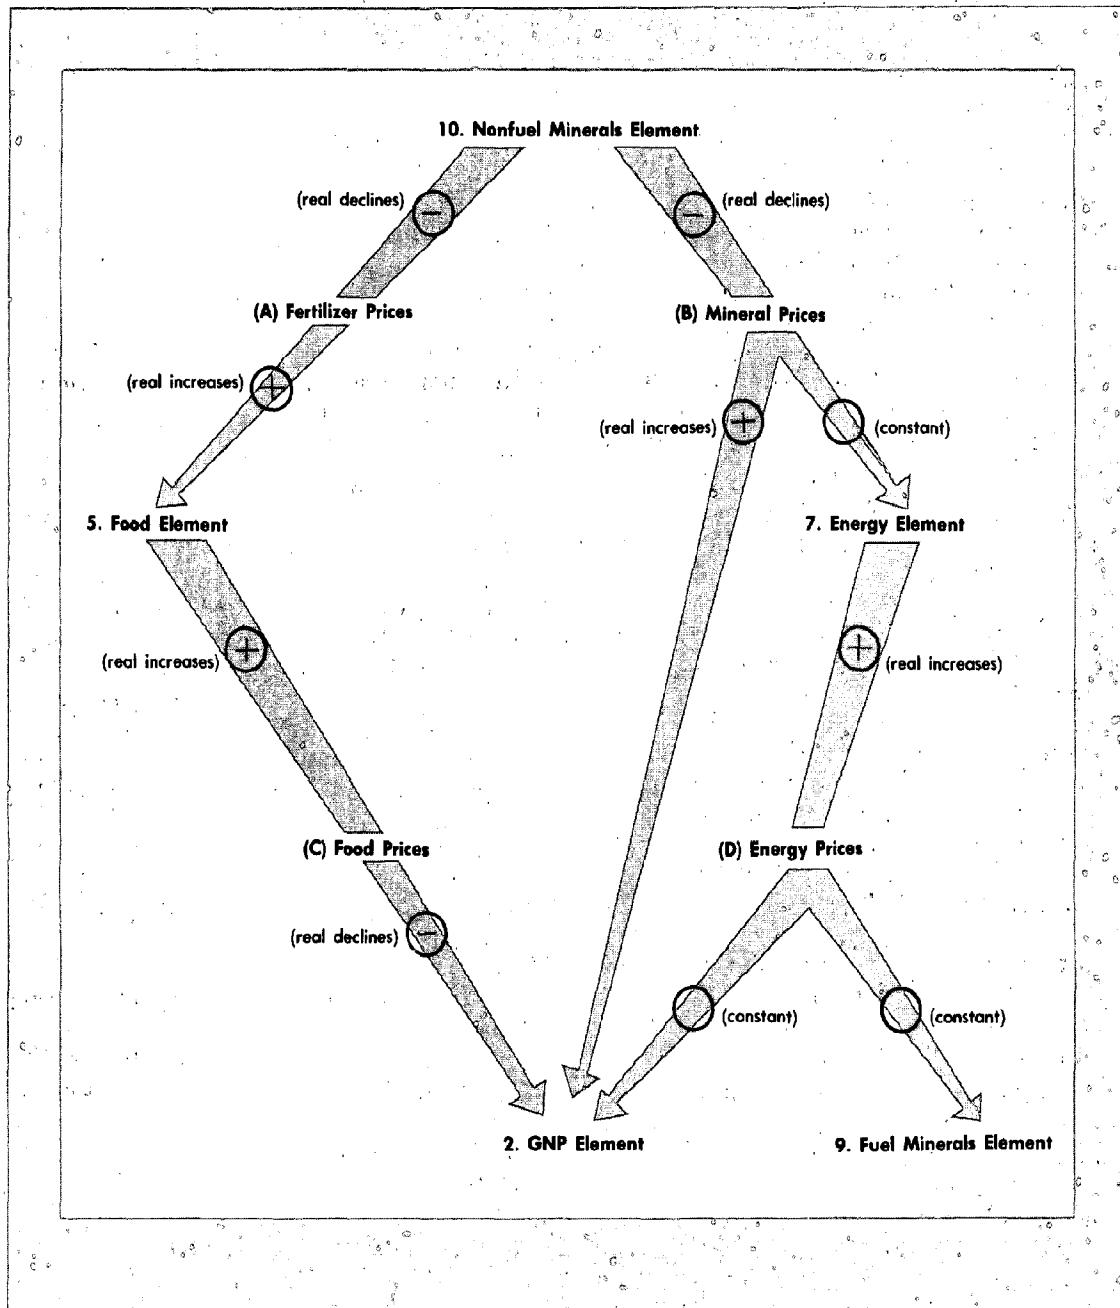 10. Nonfuel Minerals Element
(real declines)
−
−
(real declines)
(A) Fertilizer Prices
(B) Mineral Prices
(real increases)
+
(real increases)
+
(constant)
5. Food Element
7. Energy Element
(real increases)
+
+
(real increases)
(C) Food Prices
(D) Energy Prices
(real declines)
−
(constant)
(constant)
2. GNP Element
9. Fuel Minerals Element